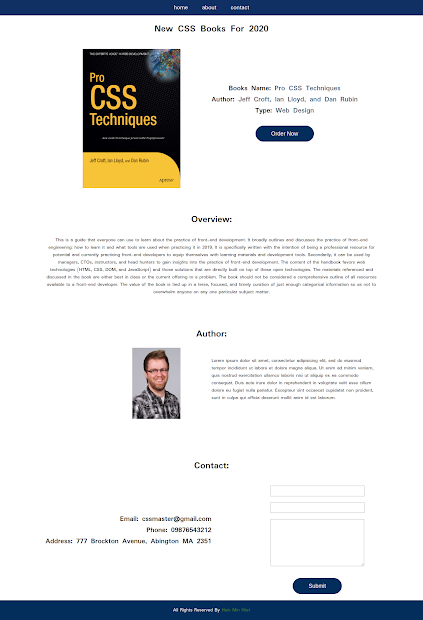 home about contact
New CSS Books For 2020
THE EXPERT'S VOICE® IN WEB DEVELOPMENT
Pro
CSS
Techniques
Jeff Croft, Ian Lloyd, and Dan Rubin
Apress®
Books Name: Pro CSS Techniques
Author: Jeff Croft, Ian Lloyd, and Dan Rubin
Type: Web Design
Order Now
Overview:
This is a guide that everyone can use to learn about the practice of front-end development. It broadly outlines and discusses the practice of front-end
engineering: how to learn it and what tools are used when practicing it in 2019. It is specifically written with the intention of being a professional resource for
potential and currently practicing front-end developers to equip themselves with learning materials and development tools. Secondarily, it can be used by
managers, CTOs, instructors, and head hunters to gain insights into the practice of front-end development. The content of the handbook favors web
technologies (HTML, CSS, DOM, and JavaScript) and those solutions that are directly built on top of these open technologies. The materials referenced and
discussed in the book are either best in class or the current offering to a problem. The book should not be considered a comprehensive outline of all resources
available to a front-end developer. The value of the book is tied up in a terse, focused, and timely curation of just enough categorical information so as not to
overwhelm anyone on any one particular subject matter.
Author:
Lorem ipsum dolor sit amet, consectetur adipisicing elit, sed do eiusmod
tempor incididunt ut labore et dolore magna aliqua. Ut enim ad minim veniam,
quis nostrud exercitation ullamco laboris nisi ut aliquip ex ea commodo
consequat. Duis aute irure dolor in reprehenderit in voluptate velit esse cillum
dolore eu fugiat nulla pariatur. Excepteur sint occaecat cupidatat non proident,
sunt in culpa qui officia deserunt mollit anim id est laborum.
Contact:
Email: cssmaster@gmail.com
Phone: 09876543212
Address: 777 Brockton Avenue, Abington MA 2351
Submit
All Rights Reserved By